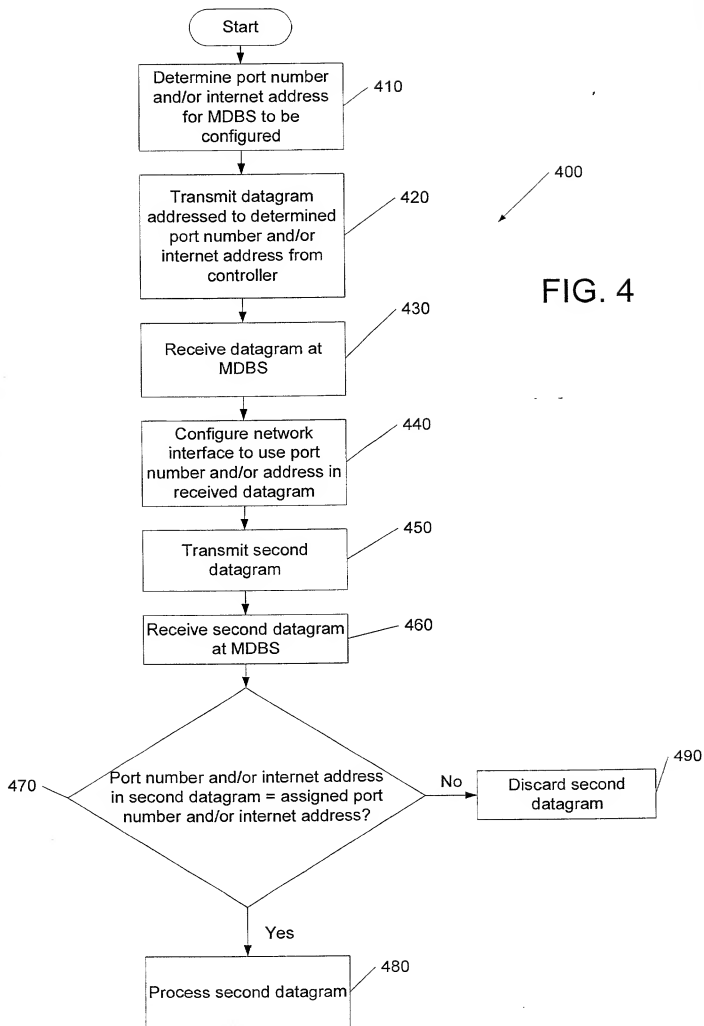 Start
Determine port number
and/or internet address
for MDBS to be
configured
410
400
Transmit datagram
addressed to determined
port number and/or
internet address from
controller
420
FIG. 4
Receive datagram at
MDBS
430
Configure network
interface to use port
number and/or address in
received datagram
440
Transmit second
datagram
450
Receive second datagram
at MDBS
460
470
Port number and/or internet address
in second datagram = assigned port
number and/or internet address?
No
Discard second
datagram
490
Yes
Process second datagram
480